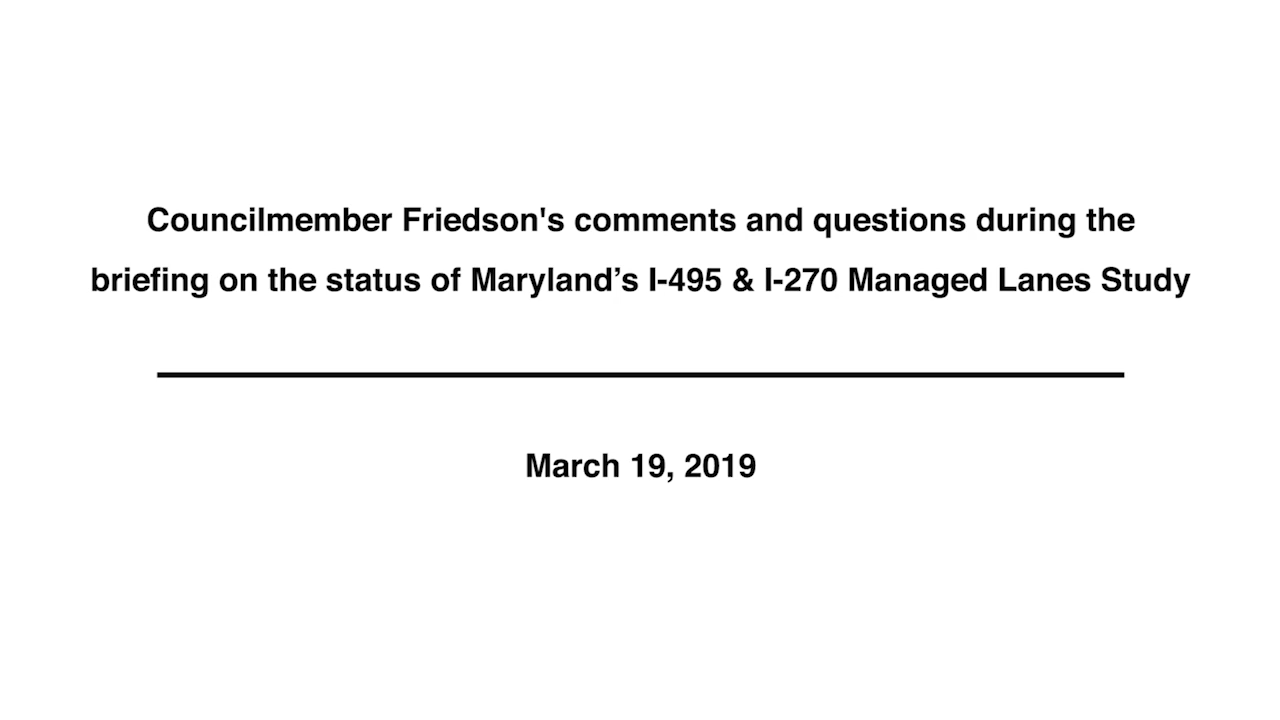 Councilmember Friedson's comments and questions during the
briefing on the status of Maryland’s I-495 & I-270 Managed Lanes Study
March 19, 2019